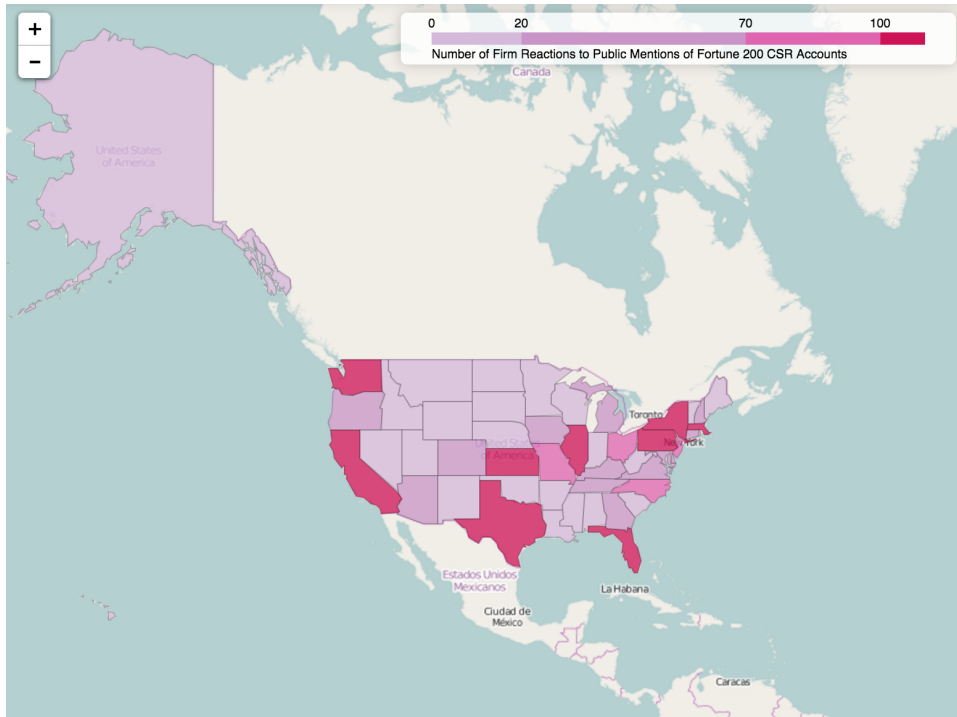 +
−
0 20 70 100
Number of Firm Reactions to Public Mentions of Fortune 200 CSR Accounts
Canada
United States
of America
Toronto
New York
United States
of America
Estados Unidos
Mexicanos
La Habana
Ciudad de
México
Caracas